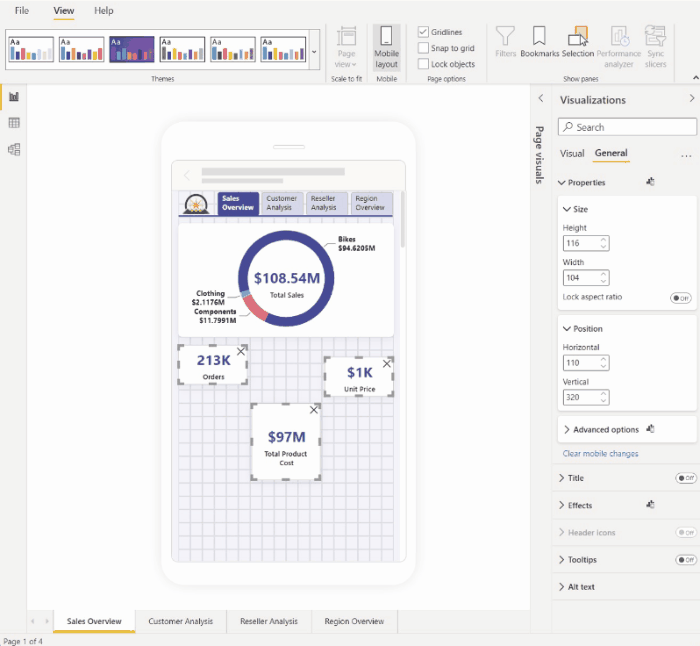 File View Help
Aa Aa Aa Aa Aa Aa
Page View
Mobile layout
Gridlines
Snap to grid
Lock objects
Filters Bookmarks Selection Performance analyzer Sync slicers
Themes Scale to fit Mobile Page options Show panes
Page visuals
Sales Overview
Customer Analysis
Reseller Analysis
Region Overview
Bikes
$94.6205M
$108.54M
Total Sales
Clothing
$2.1176M
Components
$11.7991M
213K
Orders
$1K
Unit Price
$97M
Total Product
Cost
Visualizations
Search
Visual General ...
Properties
Size
Height
116
Width
104
Lock aspect ratio Off
Position
Horizontal
110
Vertical
320
Advanced options
Clear mobile changes
Title Off
Effects
Header icons Off
Tooltips Off
Alt text
Sales Overview Customer Analysis Reseller Analysis Region Overview
Page 1 of 4